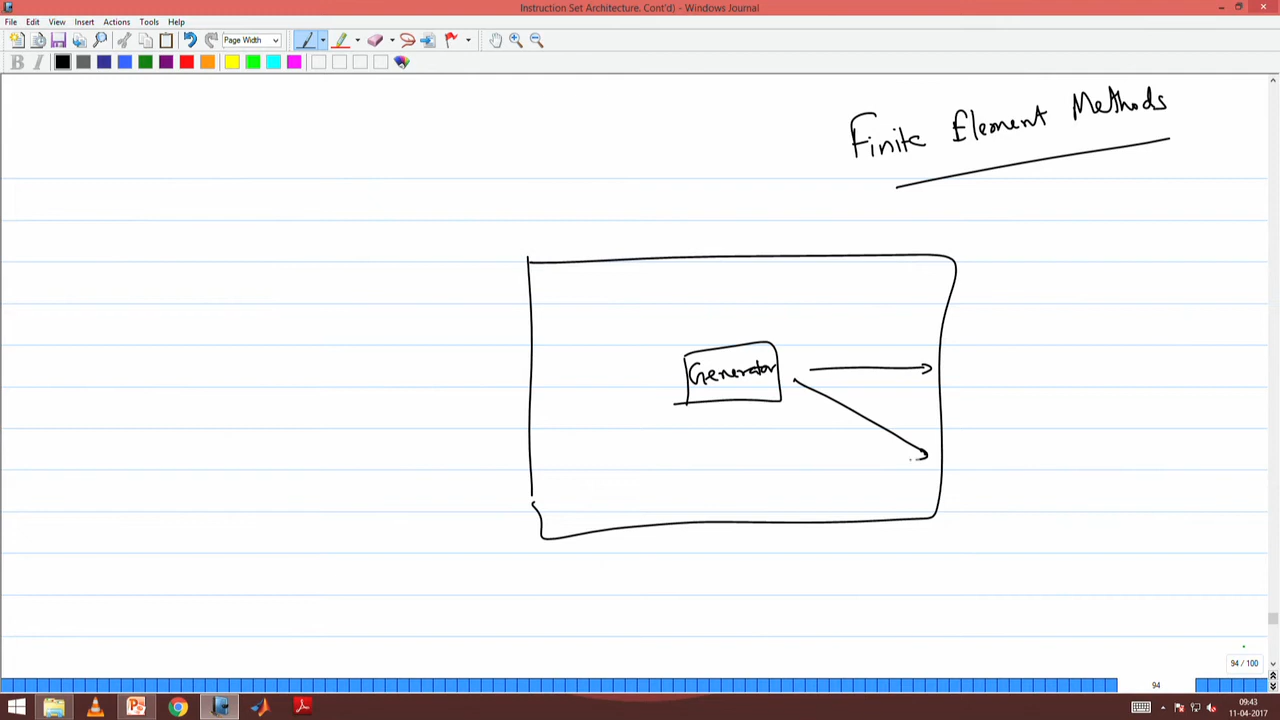 Instruction Set Architecture. Cont'd) - Windows Journal
File Edit View Insert Actions Tools Help
Page Width
B I
Finite Element Methods
Generator
94 / 100
94
09:43
11-04-2017